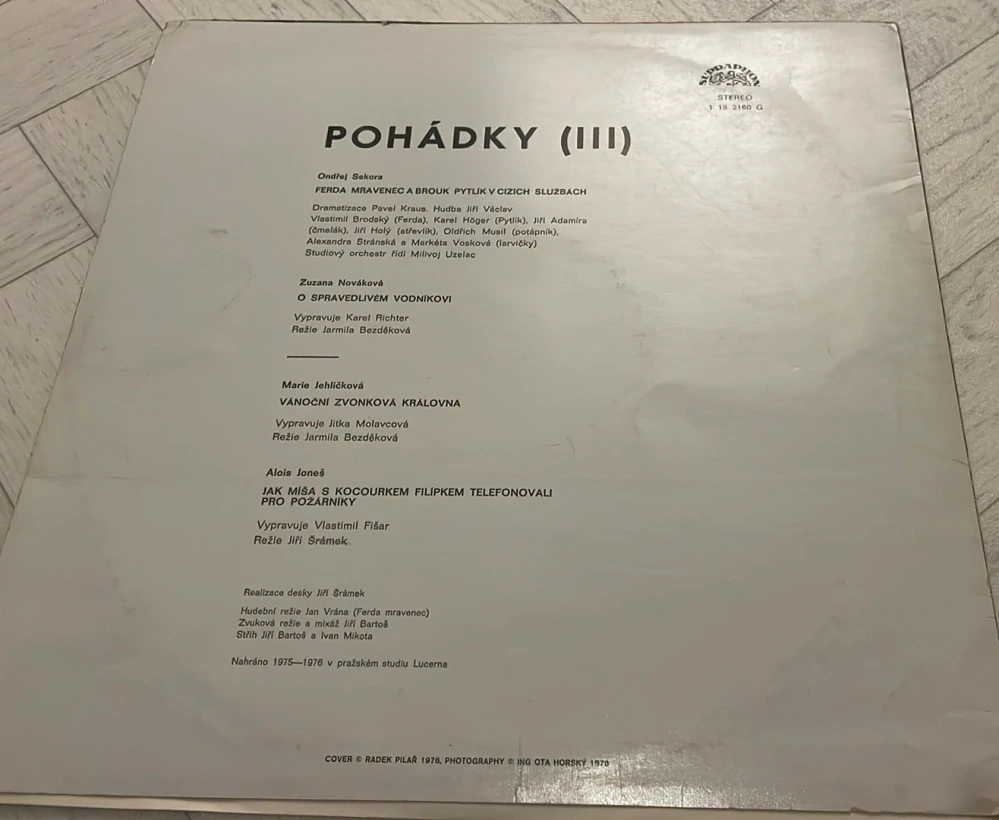 SUPRAPHON
STEREO
1 18 2160 G
POHÁDKY (III)
Ondřej Sekora
FERDA MRAVENEC A BROUK PYTLÍK V CIZÍCH SLUŽBÁCH
Dramatizace Pavel Kraus. Hudba Jiří Václav
Vlastimil Brodský (Ferda), Karel Höger (Pytlík), Jiří Adamíra
(čmelák), Jiří Holý (střevlík), Oldřich Musil (potápník),
Alexandra Stránská a Markéta Vosková (larvičky)
Studiový orchestr řídí Milivoj Uzelac
Zuzana Nováková
O SPRAVEDLIVÉM VODNÍKOVI
Vypravuje Karel Richter
Režie Jarmila Bezděková
Marie Jehličková
VÁNOČNÍ ZVONKOVÁ KRÁLOVNA
Vypravuje Jitka Molavcová
Režie Jarmila Bezděková
Alois Joneš
JAK MÍŠA S KOCOURKEM FILÍPKEM TELEFONOVALI
PRO POŽÁRNÍKY
Vypravuje Vlastimil Fišar
Režie Jiří Šrámek
Realizace desky Jiří Šrámek
Hudební režie Jan Vrána (Ferda mravenec)
Zvuková režie a mixáž Jiří Bartoš
Střih Jiří Bartoš a Ivan Mikota
Nahráno 1975—1976 v pražském studiu Lucerna
COVER © RADEK PILAŘ 1976, PHOTOGRAPHY © ING OTA HORSKÝ 1976